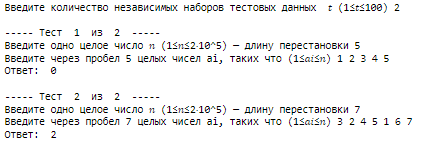 Введите количество независимых наборов тестовых данных t (1≤t≤100) 2
----- Тест 1 из 2 -----
Введите одно целое число n (1≤n≤2·10^5) — длину перестановки 5
Введите через пробел 5 целых чисел ai, таких что (1≤ai≤n) 1 2 3 4 5
Ответ: 0
----- Тест 2 из 2 -----
Введите одно целое число n (1≤n≤2·10^5) — длину перестановки 7
Введите через пробел 7 целых чисел ai, таких что (1≤ai≤n) 3 2 4 5 1 6 7
Ответ: 2